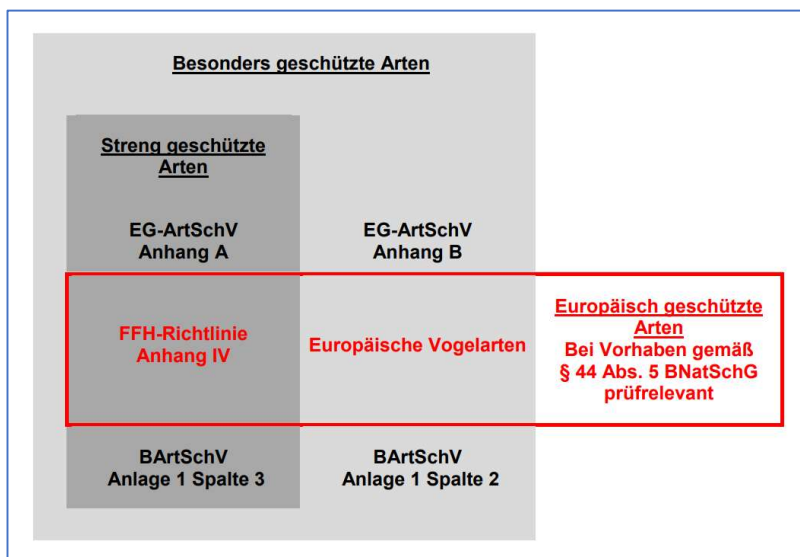 Besonders geschützte Arten
Streng geschützte
Arten
EG-ArtSchV
Anhang A
EG-ArtSchV
Anhang B
FFH-Richtlinie
Anhang IV
Europäische Vogelarten
Europäisch geschützte
Arten
Bei Vorhaben gemäß
§ 44 Abs. 5 BNatSchG
prüfrelevant
BArtSchV
Anlage 1 Spalte 3
BArtSchV
Anlage 1 Spalte 2